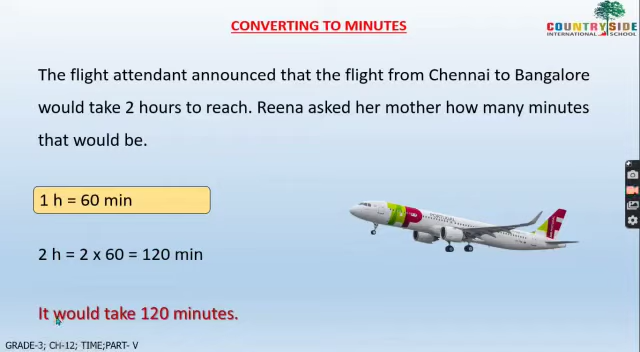 CONVERTING TO MINUTES
COUNTRYSIDE
INTERNATIONAL SCHOOL
The flight attendant announced that the flight from Chennai to Bangalore
would take 2 hours to reach. Reena asked her mother how many minutes
that would be.
1 h = 60 min
2 h = 2 x 60 = 120 min
It would take 120 minutes.
GRADE-3; CH-12; TIME;PART- V